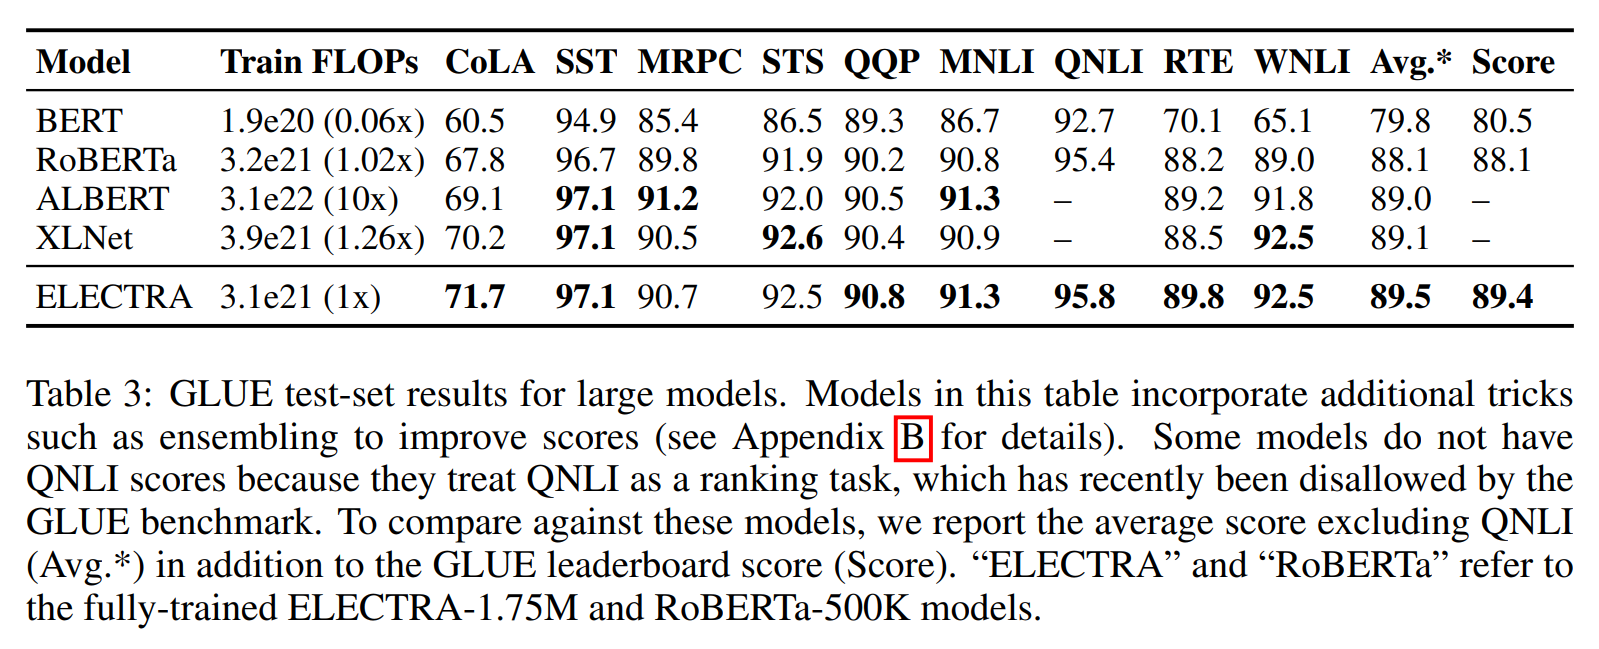 Model Train FLOPs CoLA SST MRPC STS QQP MNLI QNLI RTE WNLI Avg.* Score
BERT 1.9e20 (0.06x) 60.5 94.9 85.4 86.5 89.3 86.7 92.7 70.1 65.1 79.8 80.5
RoBERTa 3.2e21 (1.02x) 67.8 96.7 89.8 91.9 90.2 90.8 95.4 88.2 89.0 88.1 88.1
ALBERT 3.1e22 (10x) 69.1 97.1 91.2 92.0 90.5 91.3 – 89.2 91.8 89.0 –
XLNet 3.9e21 (1.26x) 70.2 97.1 90.5 92.6 90.4 90.9 – 88.5 92.5 89.1 –
ELECTRA 3.1e21 (1x) 71.7 97.1 90.7 92.5 90.8 91.3 95.8 89.8 92.5 89.5 89.4
Table 3: GLUE test-set results for large models. Models in this table incorporate additional tricks
such as ensembling to improve scores (see Appendix B for details). Some models do not have
QNLI scores because they treat QNLI as a ranking task, which has recently been disallowed by the
GLUE benchmark. To compare against these models, we report the average score excluding QNLI
(Avg.*) in addition to the GLUE leaderboard score (Score). “ELECTRA” and “RoBERTa” refer to
the fully-trained ELECTRA-1.75M and RoBERTa-500K models.